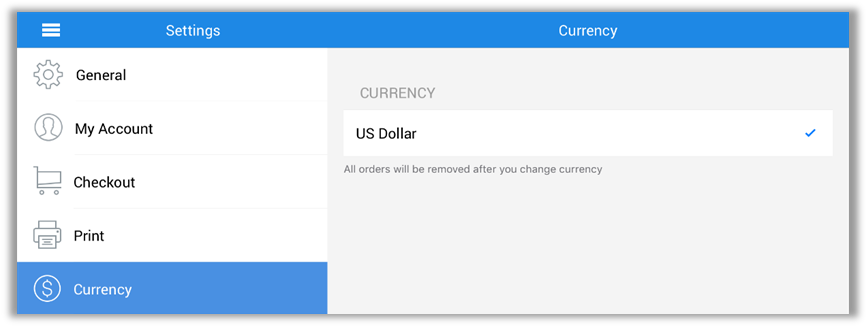 Settings
Currency
General
My Account
Checkout
Print
Currency
CURRENCY
US Dollar
All orders will be removed after you change currency